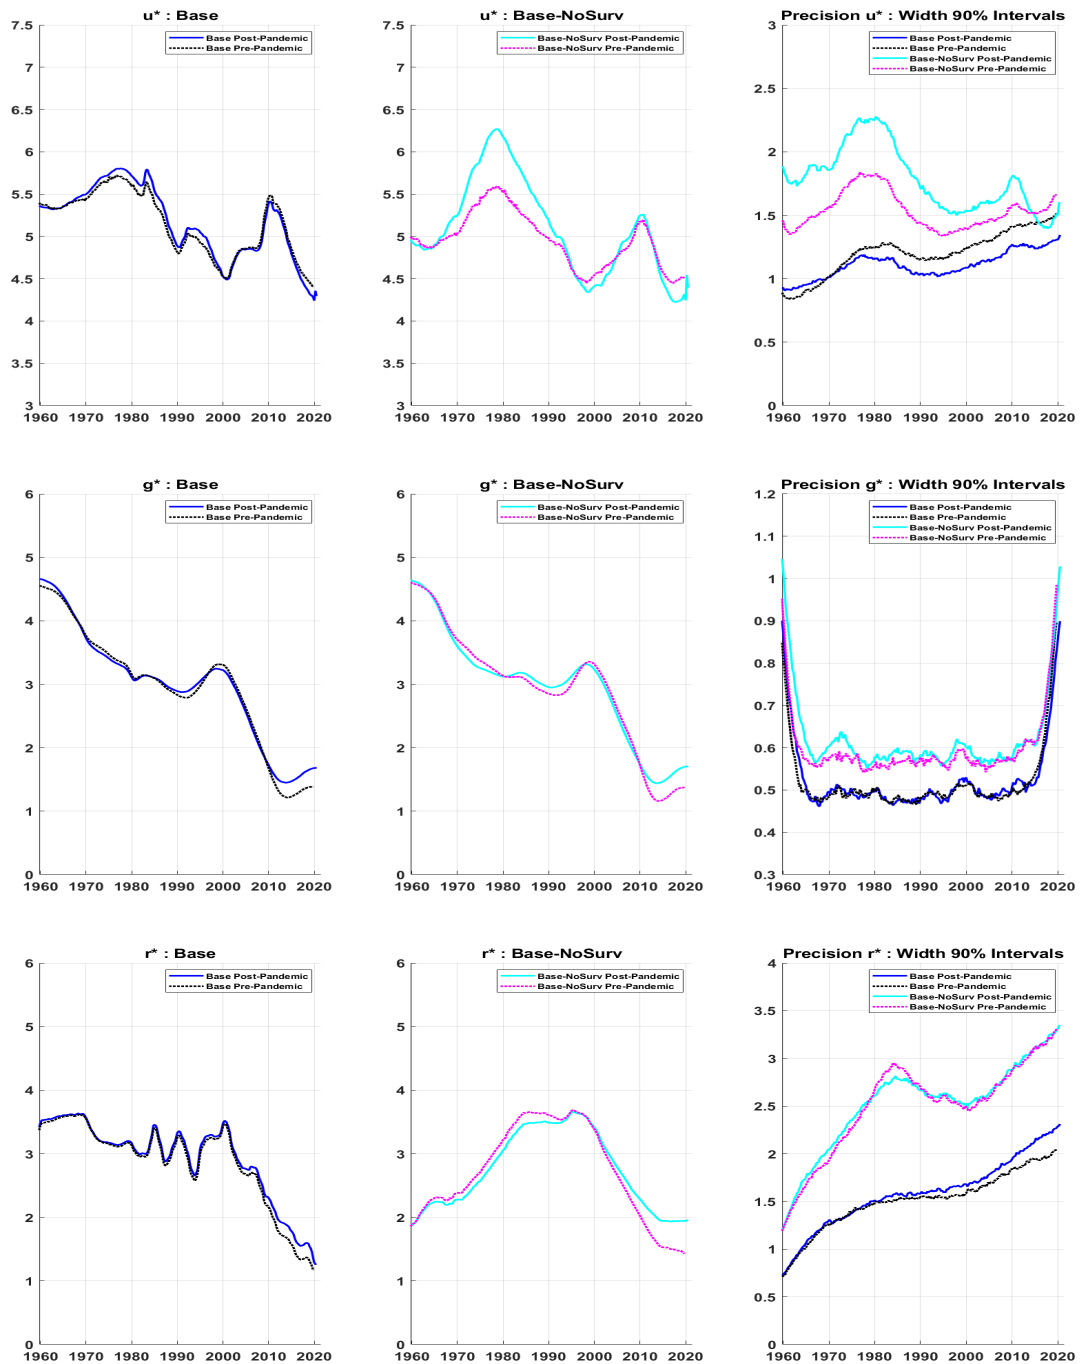 u* : Base
7.5
7
6.5
6
5.5
5
4.5
4
3.5
3
1960 1970 1980 1990 2000 2010 2020
Base Post-Pandemic
Base Pre-Pandemic
u* : Base-NoSurv
7.5
7
6.5
6
5.5
5
4.5
4
3.5
3
1960 1970 1980 1990 2000 2010 2020
Base-NoSurv Post-Pandemic
Base-NoSurv Pre-Pandemic
Precision u* : Width 90% Intervals
3
2.5
2
1.5
1
0.5
0
1960 1970 1980 1990 2000 2010 2020
Base Post-Pandemic
Base Pre-Pandemic
Base-NoSurv Post-Pandemic
Base-NoSurv Pre-Pandemic
g* : Base
6
5
4
3
2
1
0
1960 1970 1980 1990 2000 2010 2020
Base Post-Pandemic
Base Pre-Pandemic
g* : Base-NoSurv
6
5
4
3
2
1
0
1960 1970 1980 1990 2000 2010 2020
Base-NoSurv Post-Pandemic
Base-NoSurv Pre-Pandemic
Precision g* : Width 90% Intervals
1.2
1.1
1
0.9
0.8
0.7
0.6
0.5
0.4
0.3
1960 1970 1980 1990 2000 2010 2020
Base Post-Pandemic
Base Pre-Pandemic
Base-NoSurv Post-Pandemic
Base-NoSurv Pre-Pandemic
r* : Base
6
5
4
3
2
1
0
1960 1970 1980 1990 2000 2010 2020
Base Post-Pandemic
Base Pre-Pandemic
r* : Base-NoSurv
6
5
4
3
2
1
0
1960 1970 1980 1990 2000 2010 2020
Base-NoSurv Post-Pandemic
Base-NoSurv Pre-Pandemic
Precision r* : Width 90% Intervals
4
3.5
3
2.5
2
1.5
1
0.5
0
1960 1970 1980 1990 2000 2010 2020
Base Post-Pandemic
Base Pre-Pandemic
Base-NoSurv Post-Pandemic
Base-NoSurv Pre-Pandemic